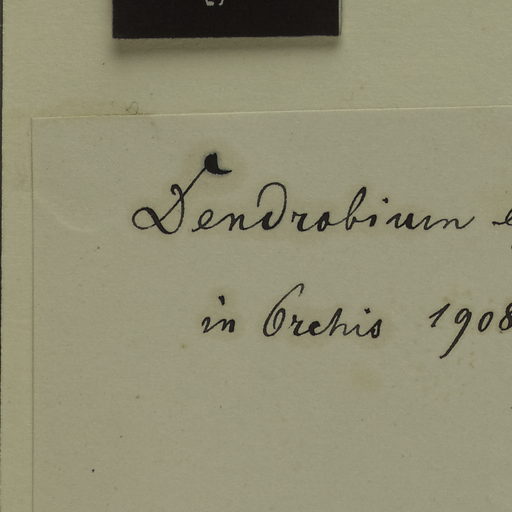 Dendrobium
in Orchis 1908